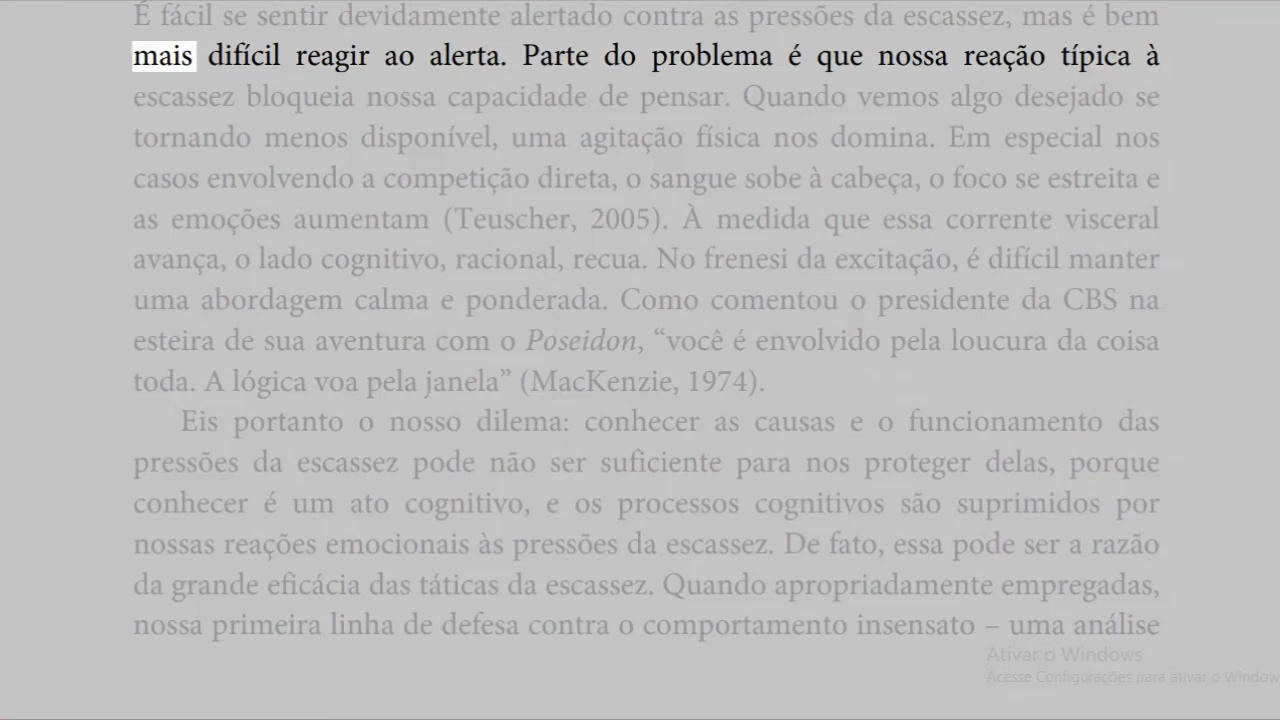 É fácil se sentir devidamente alertado contra as pressões da escassez, mas é bem
mais difícil reagir ao alerta. Parte do problema é que nossa reação típica à
escassez bloqueia nossa capacidade de pensar. Quando vemos algo desejado se
tornando menos disponível, uma agitação física nos domina. Em especial nos
casos envolvendo a competição direta, o sangue sobe à cabeça, o foco se estreita e
as emoções aumentam (Teuscher, 2005). À medida que essa corrente visceral
avança, o lado cognitivo, racional, recua. No frenesi da excitação, é difícil manter
uma abordagem calma e ponderada. Como comentou o presidente da CBS na
esteira de sua aventura com o Poseidon, “você é envolvido pela loucura da coisa
toda. A lógica voa pela janela” (MacKenzie, 1974).
Eis portanto o nosso dilema: conhecer as causas e o funcionamento das
pressões da escassez pode não ser suficiente para nos proteger delas, porque
conhecer é um ato cognitivo, e os processos cognitivos são suprimidos por
nossas reações emocionais às pressões da escassez. De fato, essa pode ser a razão
da grande eficácia das táticas da escassez. Quando apropriadamente empregadas,
nossa primeira linha de defesa contra o comportamento insensato – uma análise
Ativar o Windows
Acesse Configurações para ativar o Window